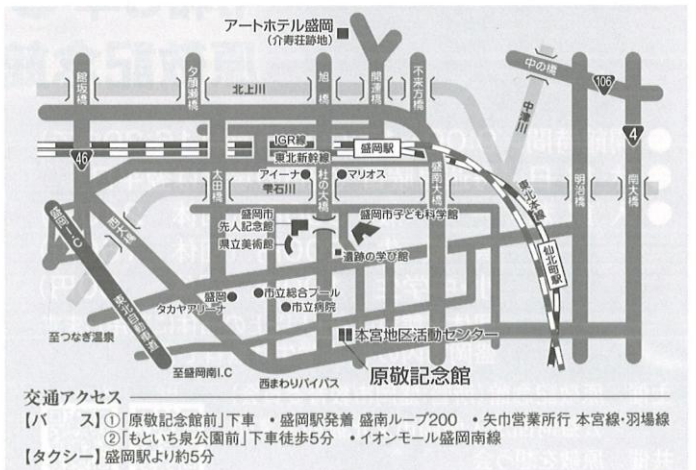 アートホテル盛岡
(介寿荘跡地)
館坂橋
夕顔瀬橋
旭橋
開運橋
不来方橋
中の橋
106
北上川
中津川
4
IGR線
東北新幹線
盛岡駅
46
アイーナ
マリオス
太田橋
雫石川
杜の大橋
盛南大橋
東北本線
明治橋
南大橋
盛岡I.C
西大橋
盛岡市
先人記念館
県立美術館
盛岡市子ども科学館
遺跡の学び館
仙北町駅
東北自動車道
盛岡
タカヤアリーナ
市立総合プール
市立病院
至つなぎ温泉
本宮地区活動センター
至盛岡南I.C
西まわりバイパス
原敬記念館
交通アクセス
【バ　ス】①「原敬記念館前」下車　・盛岡駅発着 盛南ループ200　・矢巾営業所行 本宮線・羽場線
②「もといち泉公園前」下車徒歩5分　・イオンモール盛岡南線
【タクシー】盛岡駅より約5分